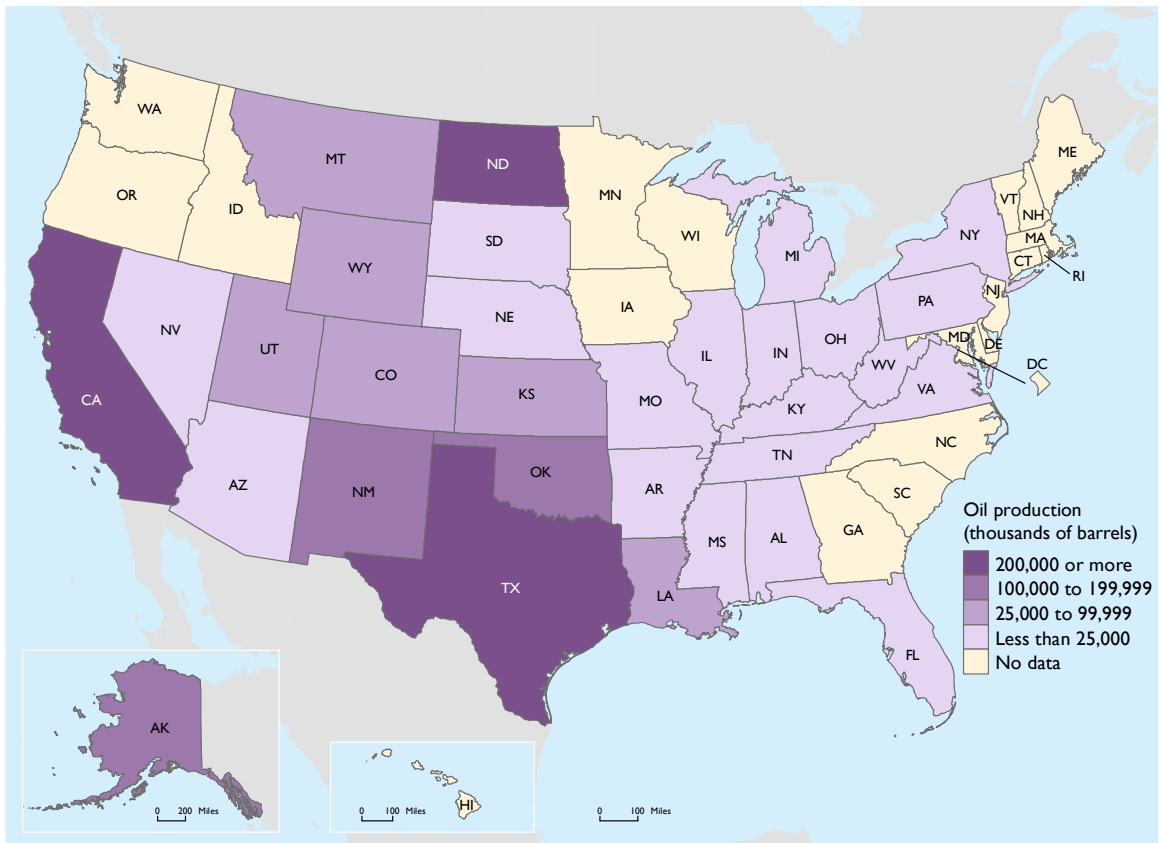 WA
MT
ND
MN
ME
OR
ID
VT
NH
WI
NY
MA
SD
MI
CT
WY
RI
NJ
PA
IA
NE
NV
MD
DE
OH
UT
IL
IN
WV
DC
CO
KS
VA
CA
MO
KY
NC
TN
OK
AZ
NM
AR
SC
GA
MS
AL
TX
LA
FL
Oil production
(thousands of barrels)
200,000 or more
100,000 to 199,999
25,000 to 99,999
Less than 25,000
No data
AK
0 200 Miles
HI
0 100 Miles
0 100 Miles